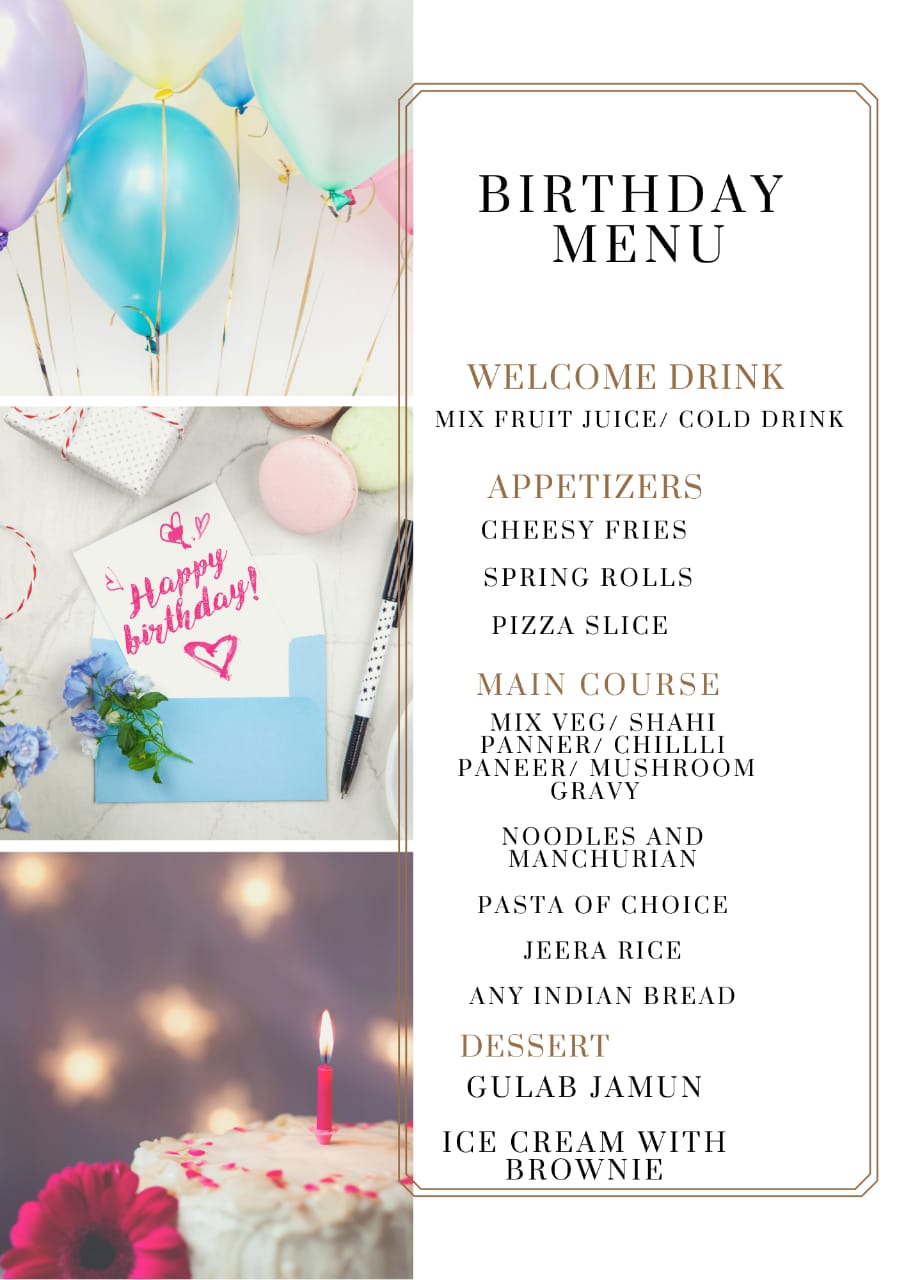 BIRTHDAY
MENU
WELCOME DRINK
MIX FRUIT JUICE/ COLD DRINK
APPETIZERS
CHEESY FRIES
SPRING ROLLS
PIZZA SLICE
MAIN COURSE
MIX VEG/ SHAHI
PANNER/ CHILLLI
PANEER/ MUSHROOM
GRAVY
NOODLES AND
MANCHURIAN
PASTA OF CHOICE
JEERA RICE
ANY INDIAN BREAD
DESSERT
GULAB JAMUN
ICE CREAM WITH
BROWNIE
Happy
birthday!